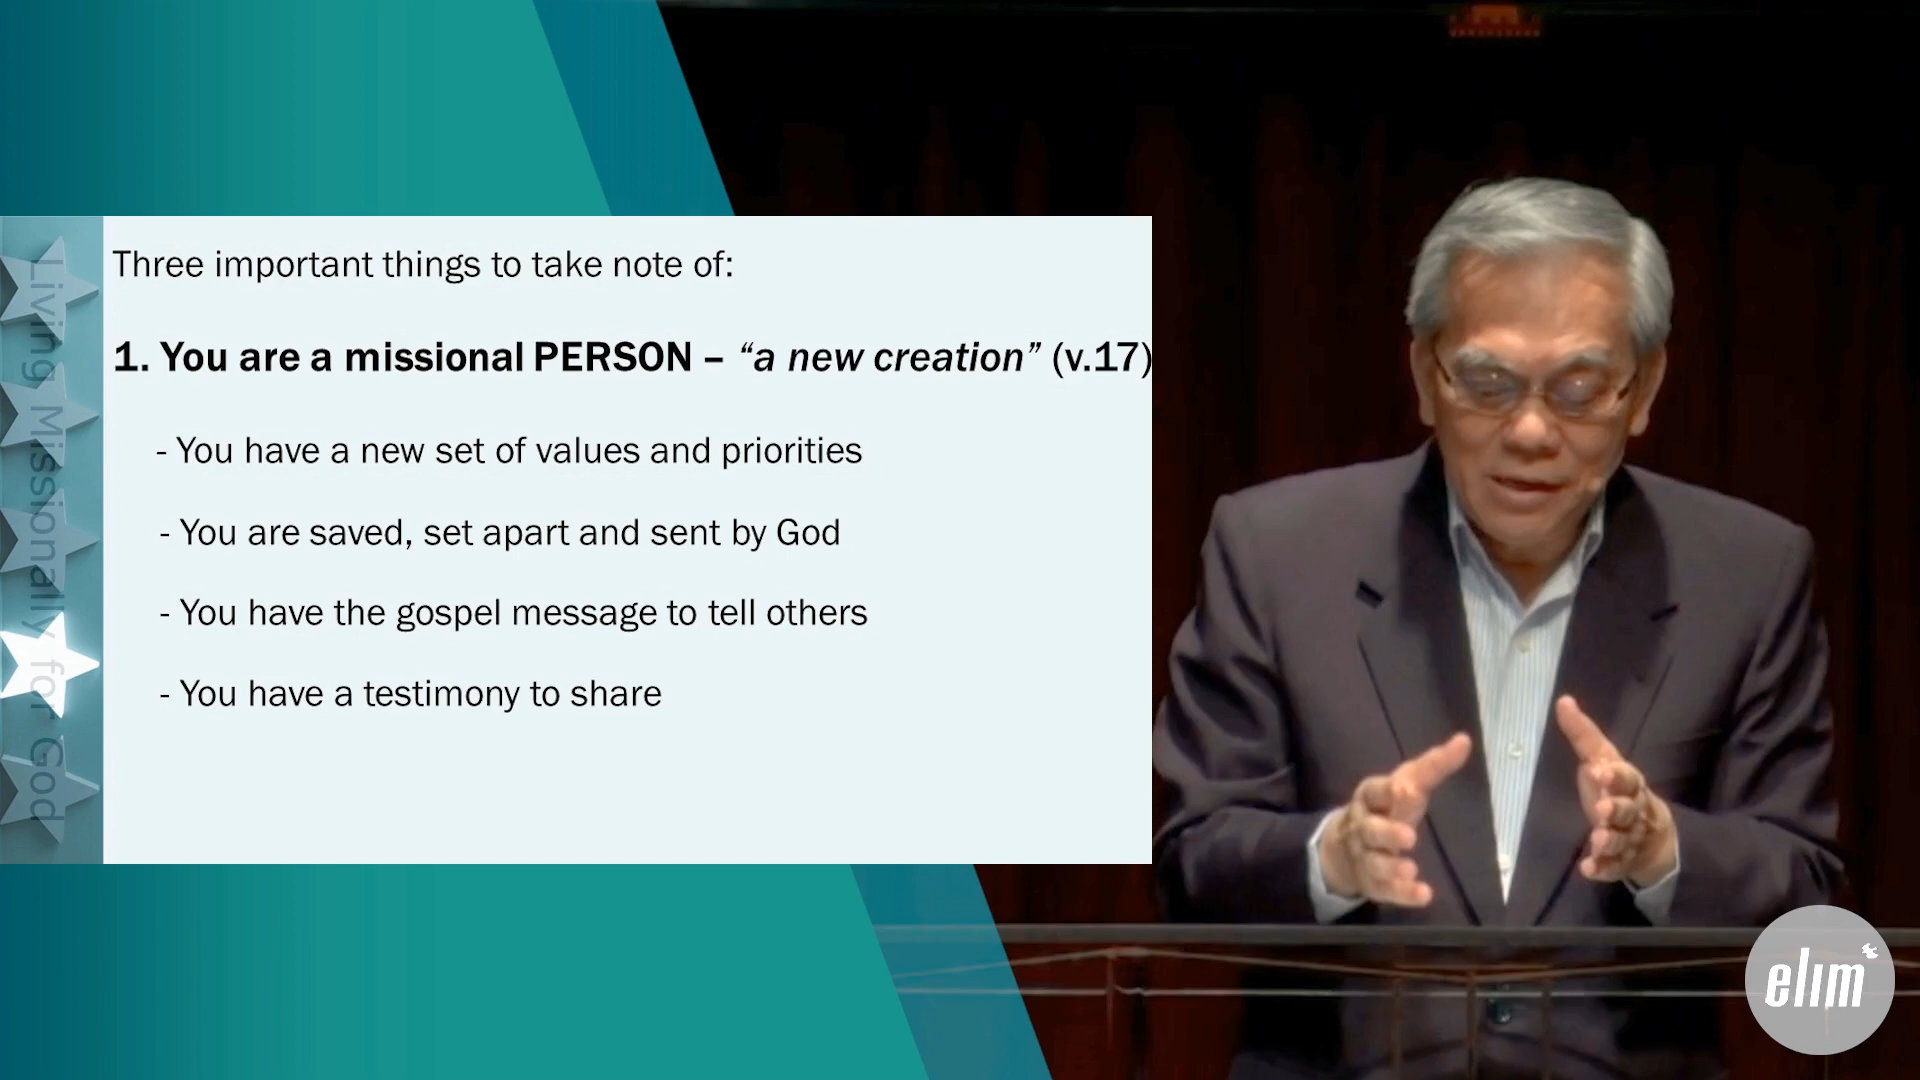 Three important things to take note of:
1. You are a missional PERSON – “a new creation” (v.17)
- You have a new set of values and priorities
- You are saved, set apart and sent by God
- You have the gospel message to tell others
- You have a testimony to share
Living Missionally for God
elim